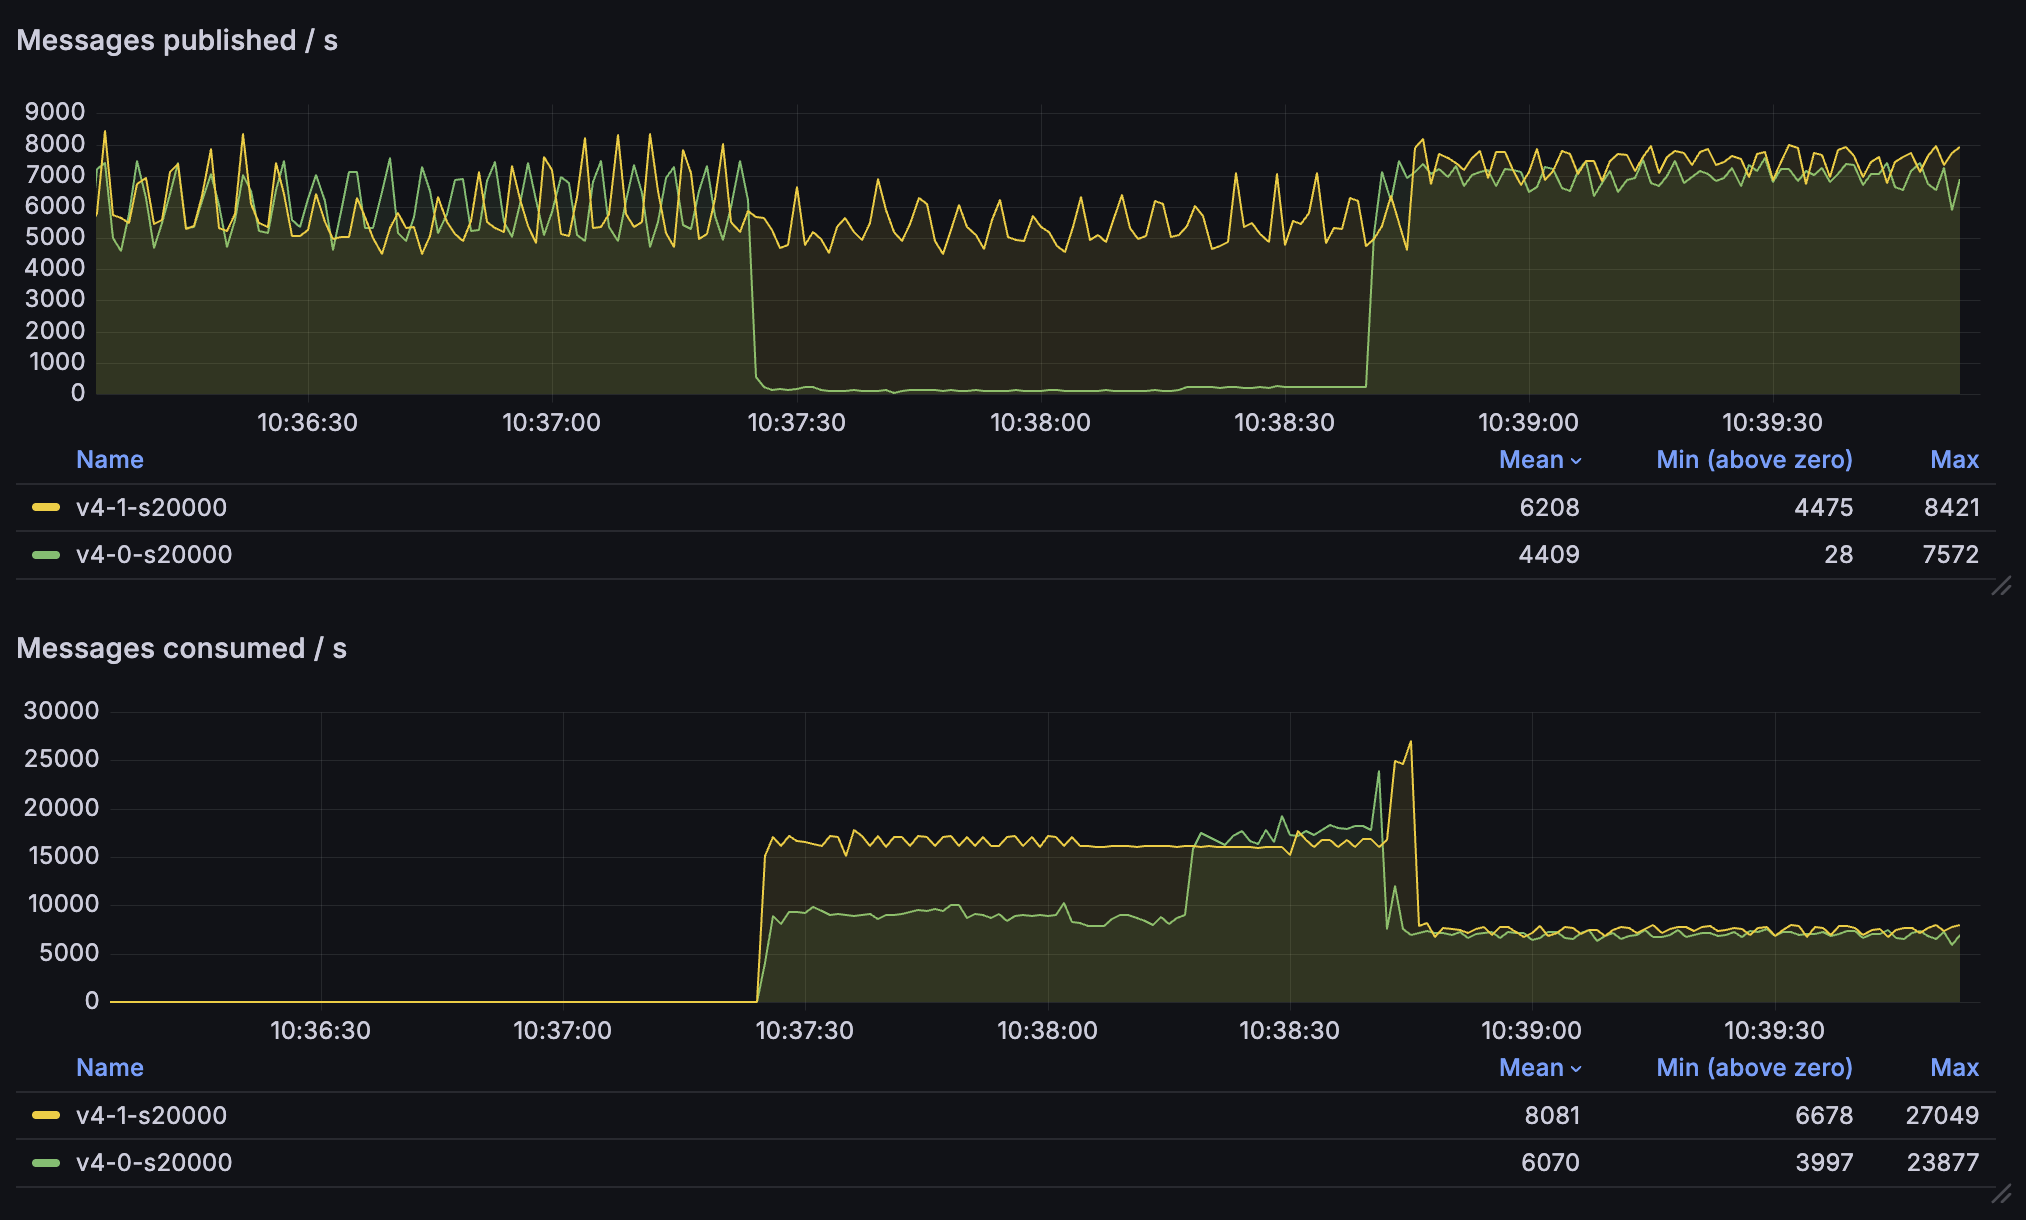 Messages published / s
9000
8000
7000
6000
5000
4000
3000
2000
1000
0
10:36:30 10:37:00 10:37:30 10:38:00 10:38:30 10:39:00 10:39:30
Name Mean Min (above zero) Max
v4-1-s20000 6208 4475 8421
v4-0-s20000 4409 28 7572
Messages consumed / s
30000
25000
20000
15000
10000
5000
0
10:36:30 10:37:00 10:37:30 10:38:00 10:38:30 10:39:00 10:39:30
Name Mean Min (above zero) Max
v4-1-s20000 8081 6678 27049
v4-0-s20000 6070 3997 23877